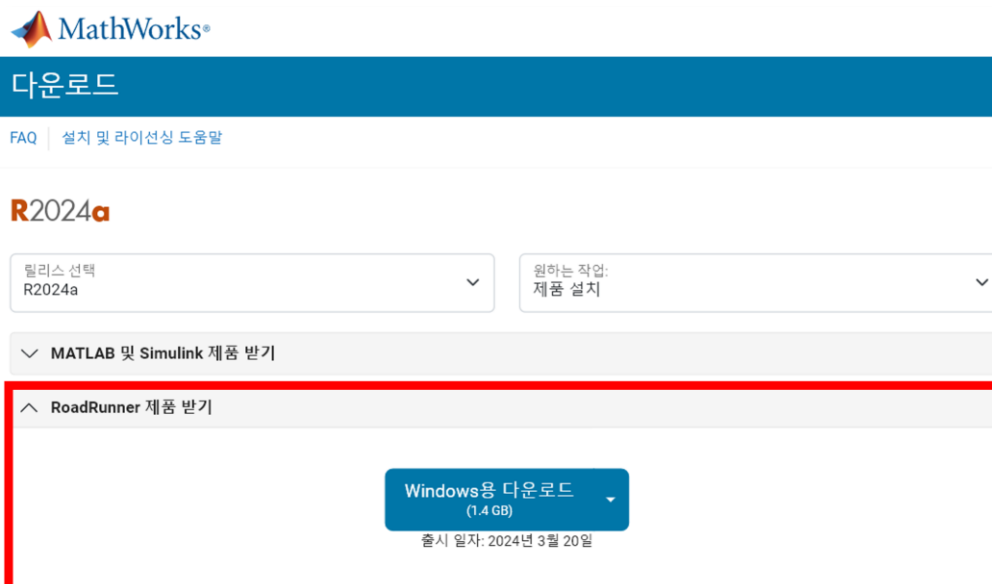 MathWorks®
다운로드
FAQ 설치 및 라이선싱 도움말
R2024a
릴리스 선택
R2024a
원하는 작업:
제품 설치
MATLAB 및 Simulink 제품 받기
RoadRunner 제품 받기
Windows용 다운로드
(1.4 GB)
출시 일자: 2024년 3월 20일